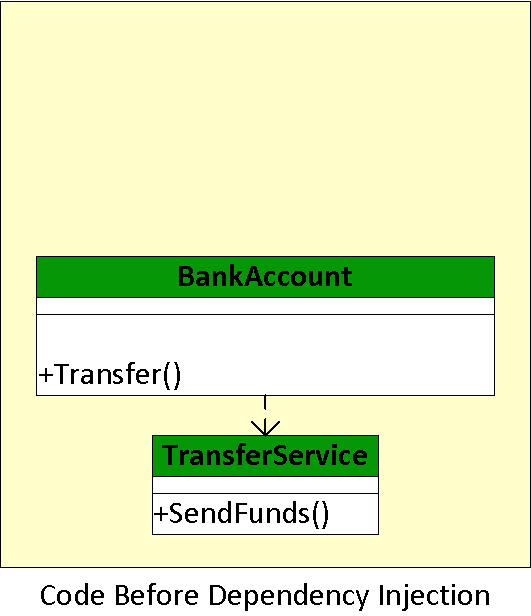 BankAccount
+Transfer()
TransferService
+SendFunds()
Code Before Dependency Injection